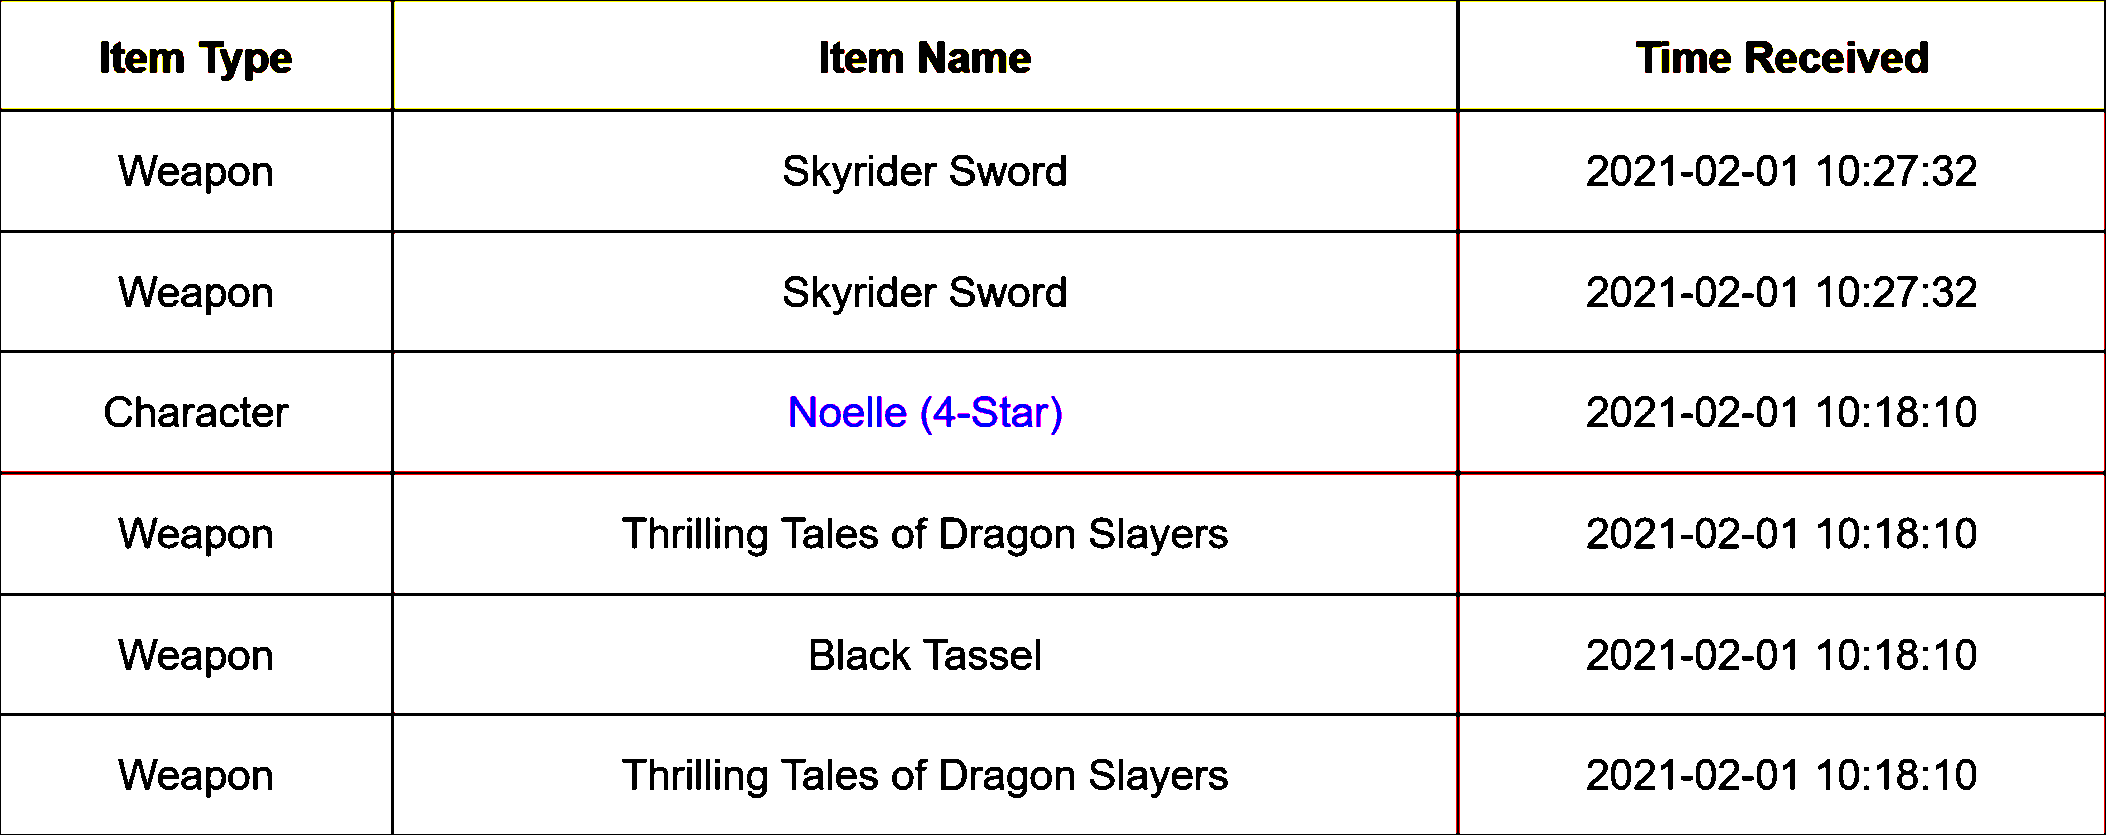 Item Type Item Name Time Received
Weapon Skyrider Sword 2021-02-01 10:27:32
Weapon Skyrider Sword 2021-02-01 10:27:32
Character Noelle (4-Star) 2021-02-01 10:18:10
Weapon Thrilling Tales of Dragon Slayers 2021-02-01 10:18:10
Weapon Black Tassel 2021-02-01 10:18:10
Weapon Thrilling Tales of Dragon Slayers 2021-02-01 10:18:10